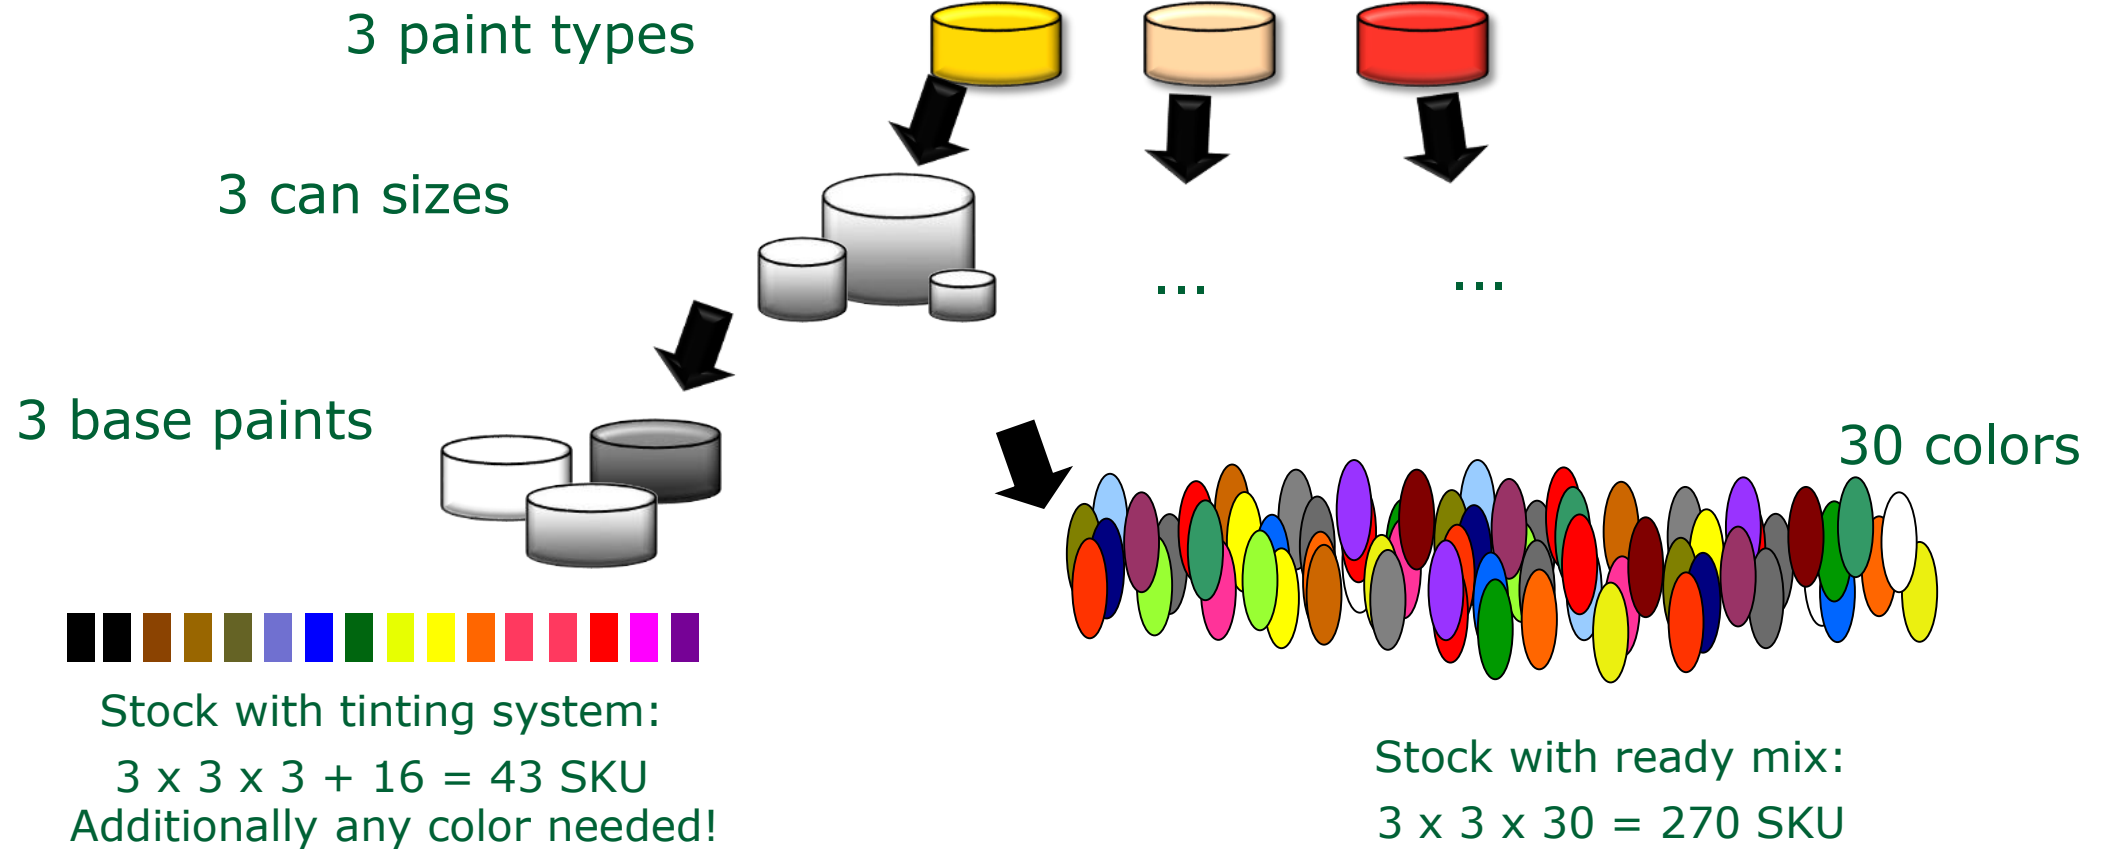 3 paint types
3 can sizes
...
...
3 base paints
30 colors
Stock with tinting system:
3 x 3 x 3 + 16 = 43 SKU
Additionally any color needed!
Stock with ready mix:
3 x 3 x 30 = 270 SKU